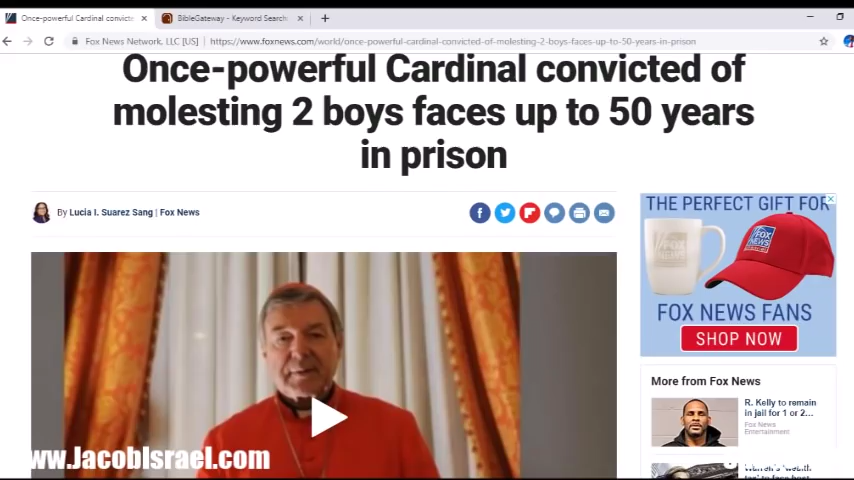 Once-powerful Cardinal convicte
BibleGateway - Keyword Search:
Fox News Network, LLC [US]
https://www.foxnews.com/world/once-powerful-cardinal-convicted-of-molesting-2-boys-faces-up-to-50-years-in-prison
Once-powerful Cardinal convicted of
molesting 2 boys faces up to 50 years
in prison
By Lucia I. Suarez Sang | Fox News
THE PERFECT GIFT FOR
FOX NEWS
FOX NEWS FANS
SHOP NOW
More from Fox News
R. Kelly to remain
in jail for 1 or 2...
Fox News
Entertainment
ww.JacobIsrael.com